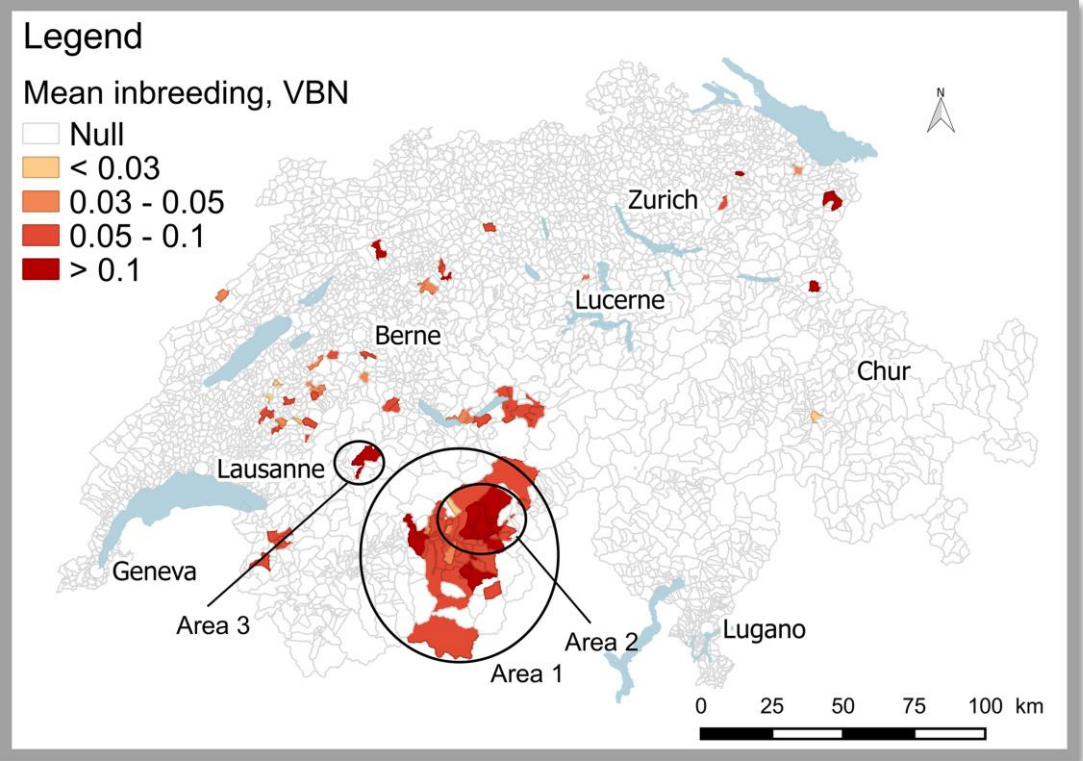 Legend
Mean inbreeding, VBN
Null
< 0.03
0.03 - 0.05
0.05 - 0.1
> 0.1
N
Zurich
Lucerne
Berne
Chur
Lausanne
Geneva
Area 3
Area 2
Lugano
Area 1
0 25 50 75 100 km